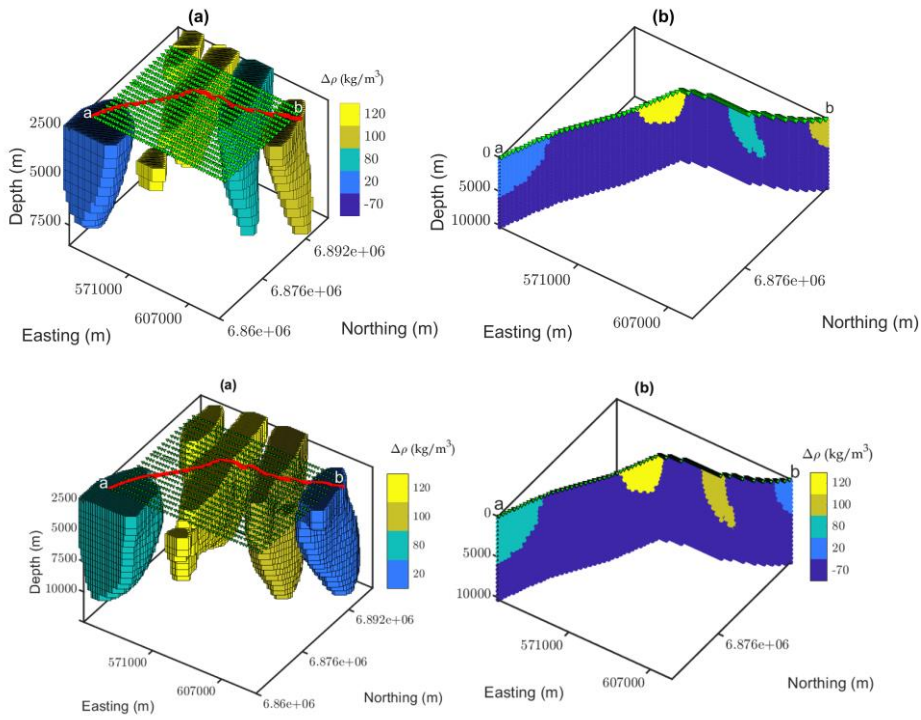 (a)
Δρ (kg/m³)
120
100
80
20
-70
a
b
2500
5000
7500
Depth (m)
571000
607000
Easting (m)
6.892e+06
6.876e+06
6.86e+06
Northing (m)
(b)
a
b
0
5000
10000
Depth (m)
571000
607000
Easting (m)
6.876e+06
Northing (m)
(a)
Δρ (kg/m³)
120
100
80
20
a
b
2500
5000
7500
10000
Depth (m)
571000
607000
Easting (m)
6.892e+06
6.876e+06
6.86e+06
Northing (m)
(b)
Δρ (kg/m³)
120
100
80
20
-70
a
b
0
5000
10000
Depth (m)
571000
607000
Easting (m)
6.876e+06
Northing (m)